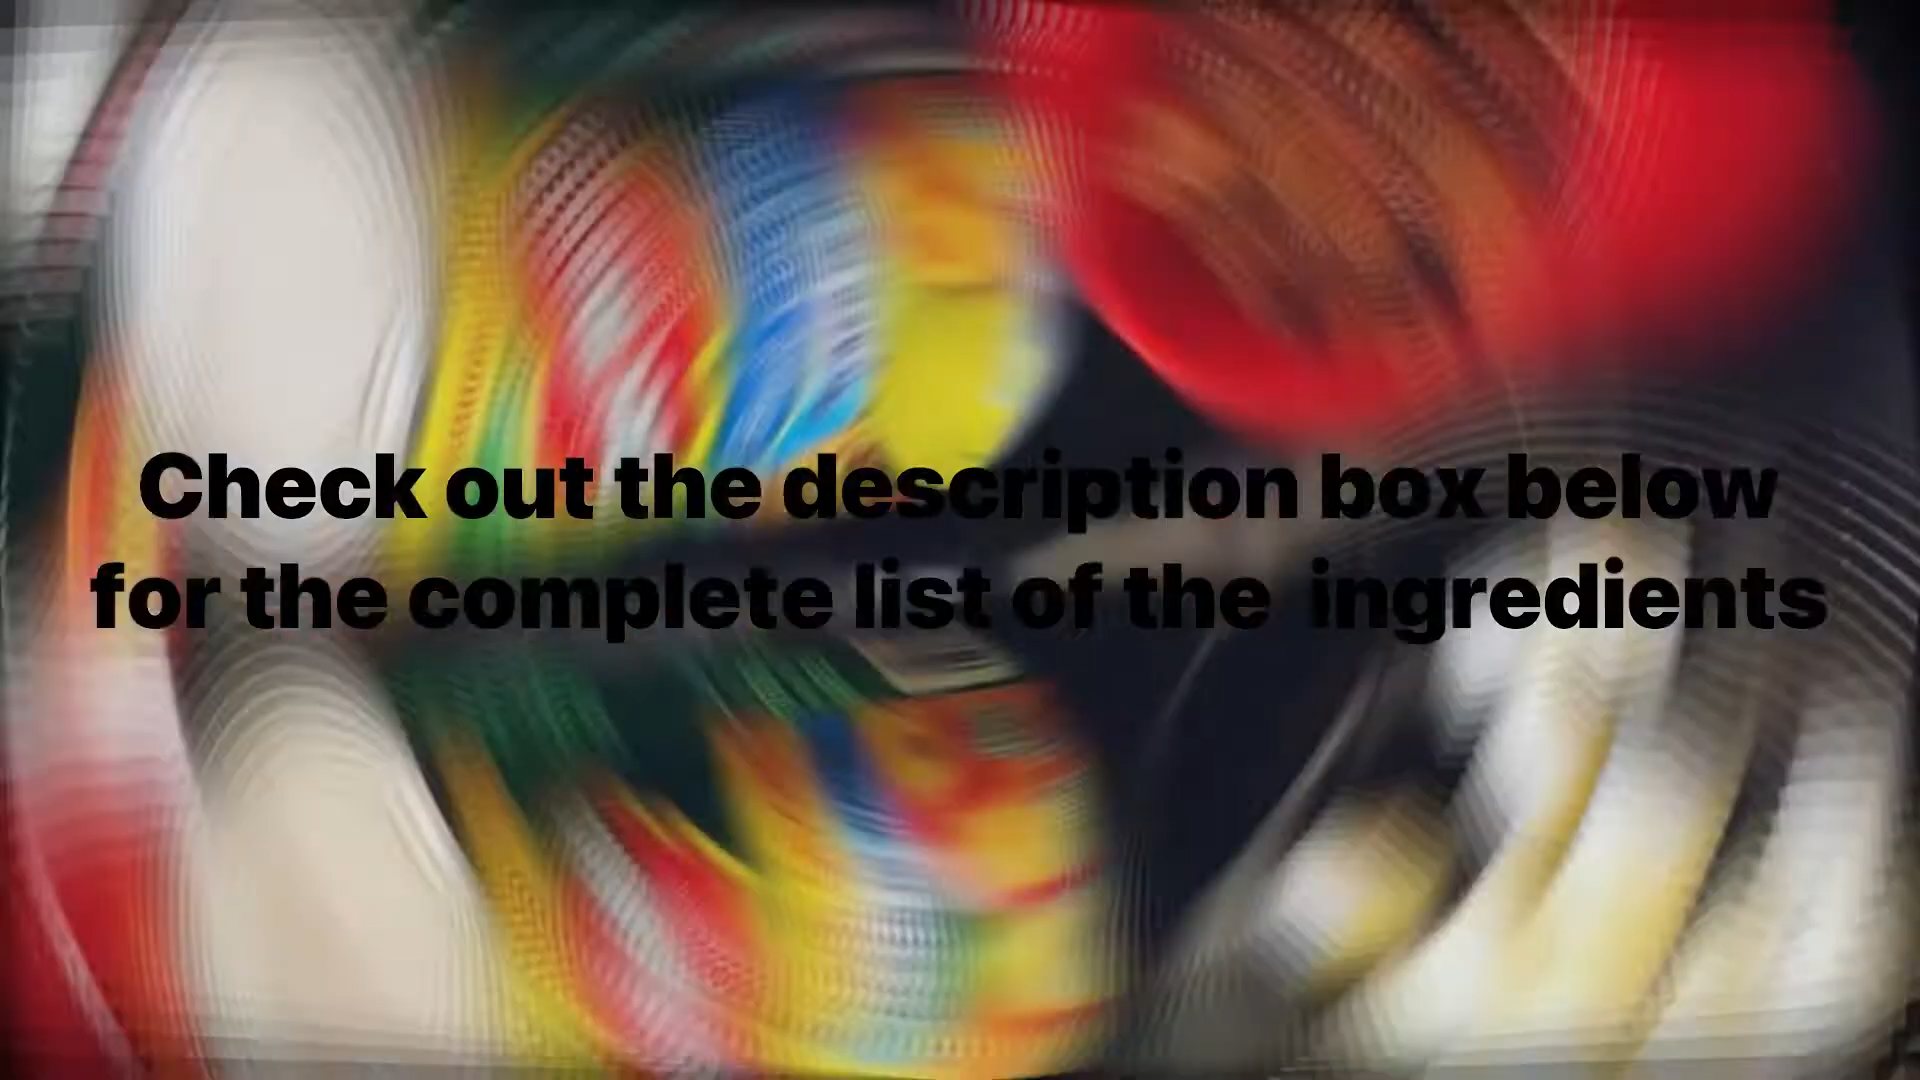 Check out the description box below
for the complete list of the  ingredients